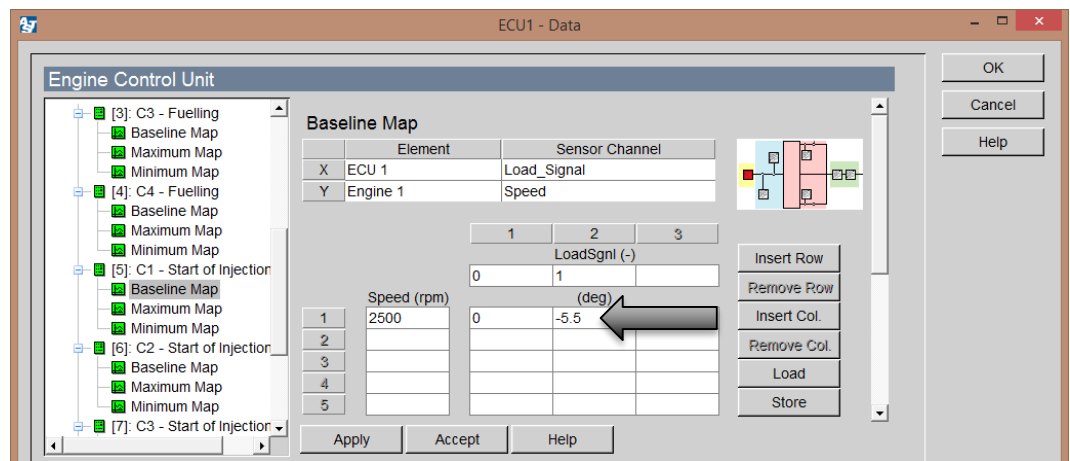 ECU1 - Data
Engine Control Unit
[3]: C3 - Fuelling
Baseline Map
Maximum Map
Minimum Map
[4]: C4 - Fuelling
Baseline Map
Maximum Map
Minimum Map
[5]: C1 - Start of Injection
Baseline Map
Maximum Map
Minimum Map
[6]: C2 - Start of Injection
Baseline Map
Maximum Map
Minimum Map
[7]: C3 - Start of Injection
Baseline Map
Element Sensor Channel
X ECU 1 Load_Signal
Y Engine 1 Speed
1 2 3
LoadSgnl (-)
0 1
Speed (rpm) (deg)
1 2500 0 -5.5
2
3
4
5
Insert Row
Remove Row
Insert Col.
Remove Col.
Load
Store
Apply Accept Help
OK
Cancel
Help